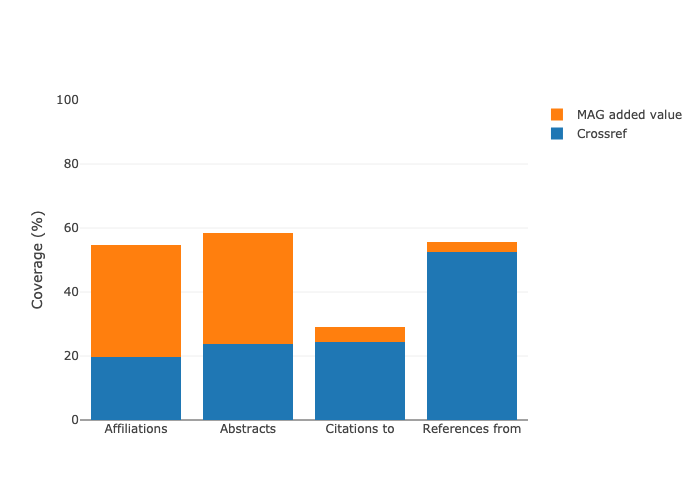 MAG added value
Crossref
Coverage (%)
100
80
60
40
20
0
Affiliations
Abstracts
Citations to
References from